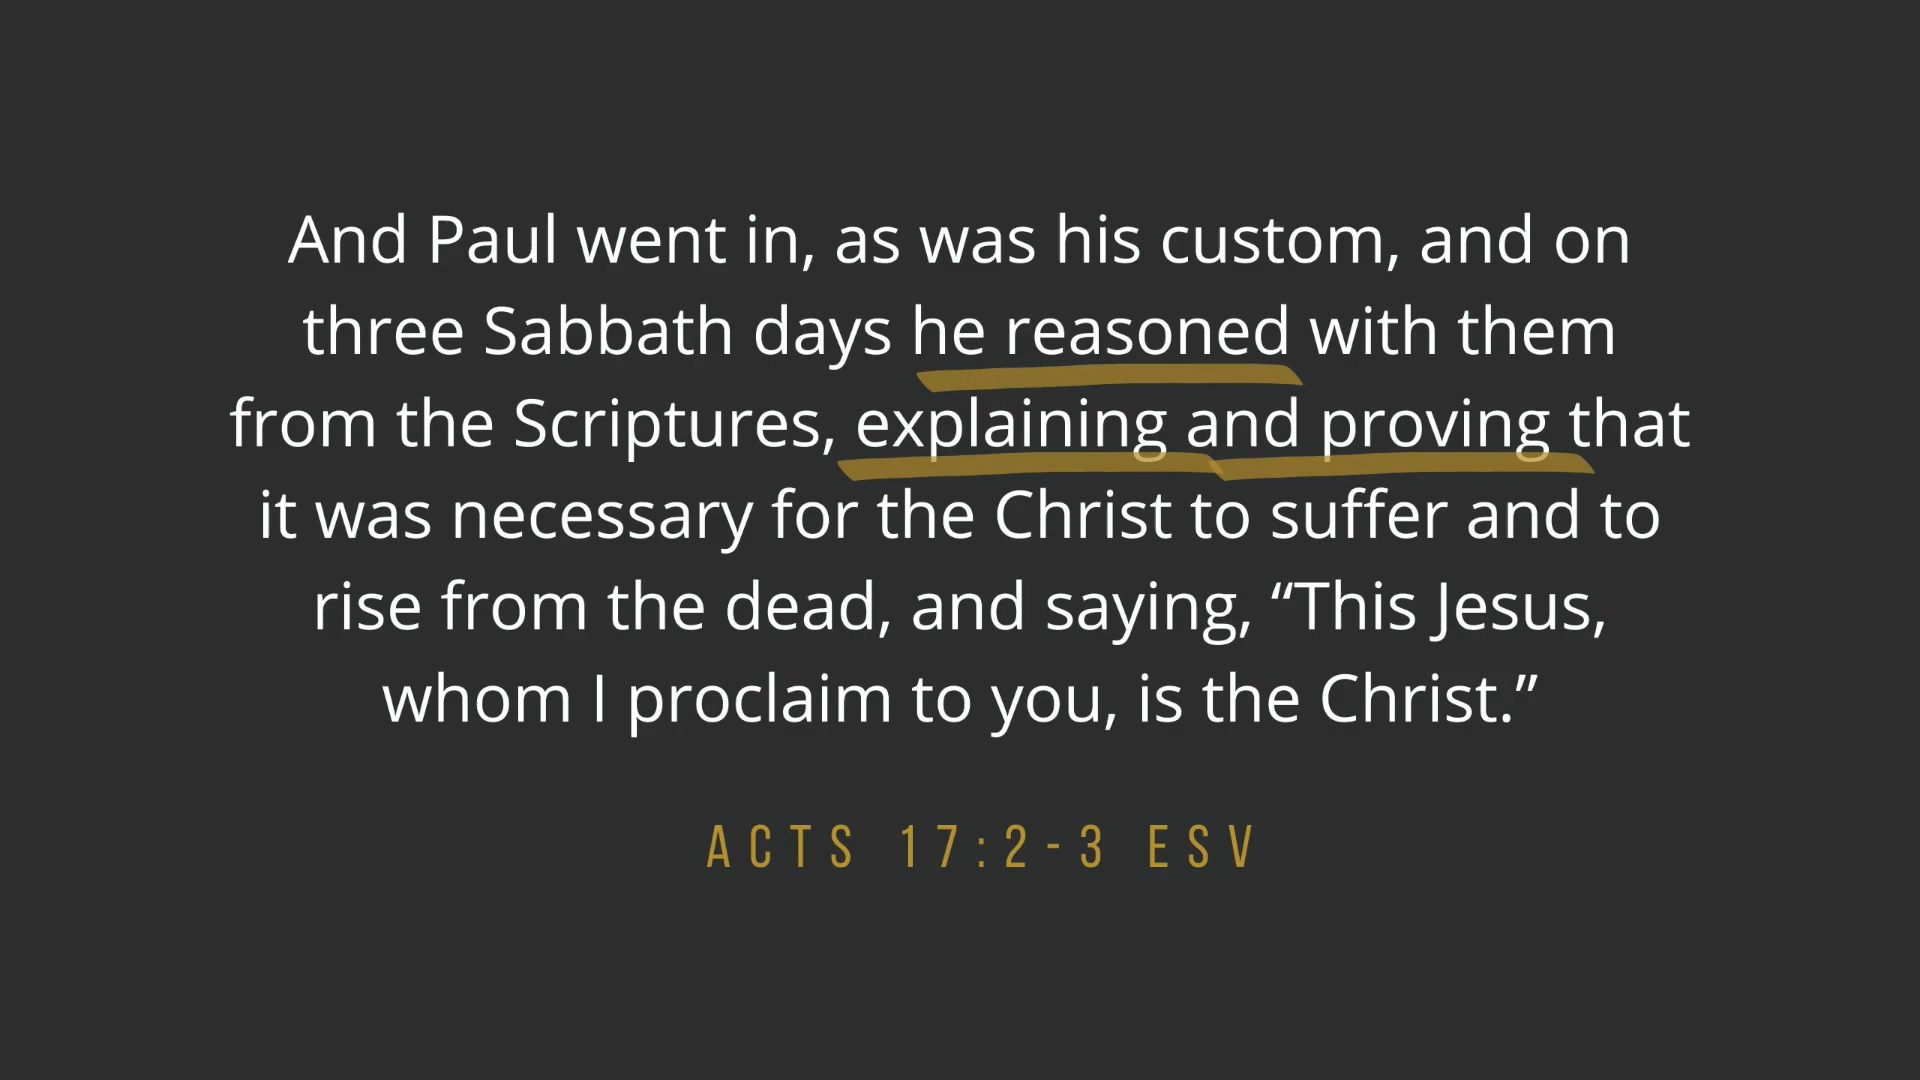 And Paul went in, as was his custom, and on
three Sabbath days he reasoned with them
from the Scriptures, explaining and proving that
it was necessary for the Christ to suffer and to
rise from the dead, and saying, “This Jesus,
whom I proclaim to you, is the Christ.”
ACTS 17:2-3 ESV